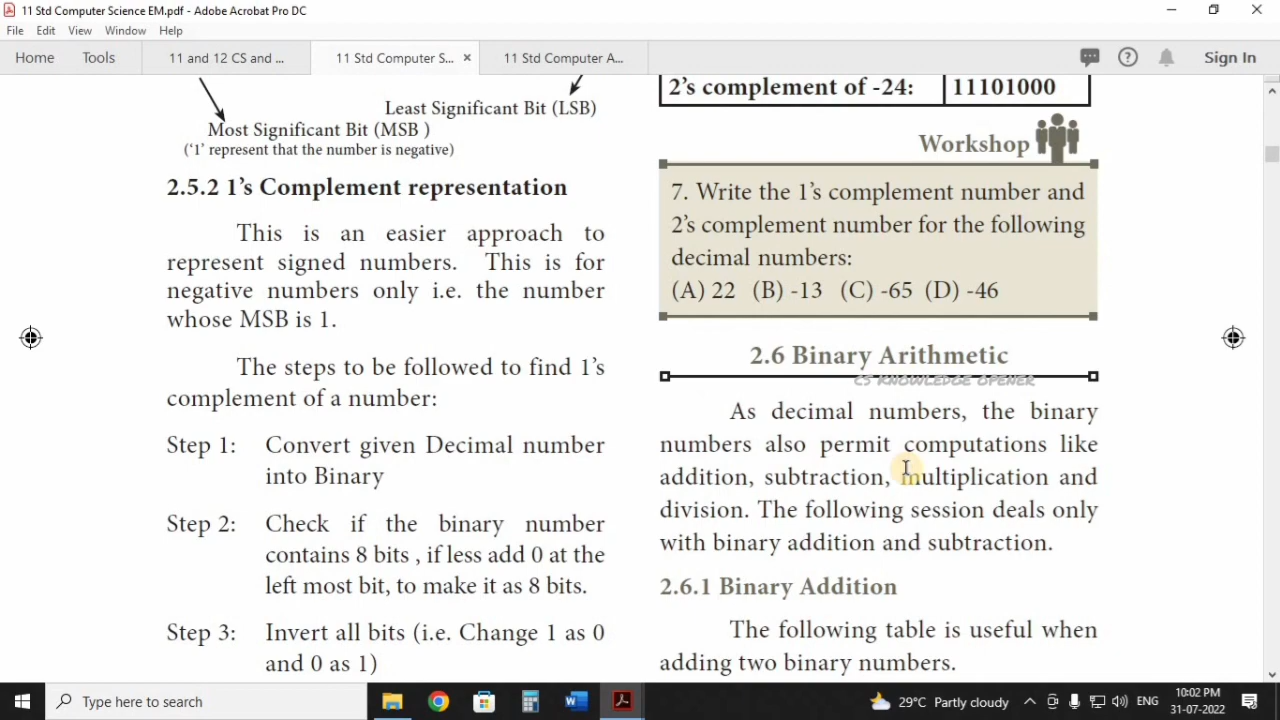 11 Std Computer Science EM.pdf - Adobe Acrobat Pro DC
File Edit View Window Help
Home Tools 11 and 12 CS and ... 11 Std Computer S... × 11 Std Computer A... Sign In
Least Significant Bit (LSB)
Most Significant Bit (MSB )
(‘1’ represent that the number is negative)
2.5.2 1’s Complement representation
This is an easier approach to
represent signed numbers. This is for
negative numbers only i.e. the number
whose MSB is 1.
The steps to be followed to find 1’s
complement of a number:
Step 1: Convert given Decimal number
into Binary
Step 2: Check if the binary number
contains 8 bits , if less add 0 at the
left most bit, to make it as 8 bits.
Step 3: Invert all bits (i.e. Change 1 as 0
and 0 as 1)
2’s complement of -24: 11101000
Workshop
7. Write the 1’s complement number and
2’s complement number for the following
decimal numbers:
(A) 22 (B) -13 (C) -65 (D) -46
2.6 Binary Arithmetic
CS KNOWLEDGE OPENER
As decimal numbers, the binary
numbers also permit computations like
addition, subtraction, multiplication and
division. The following session deals only
with binary addition and subtraction.
2.6.1 Binary Addition
The following table is useful when
adding two binary numbers.
Type here to search
29°C Partly cloudy ENG 10:02 PM
31-07-2022